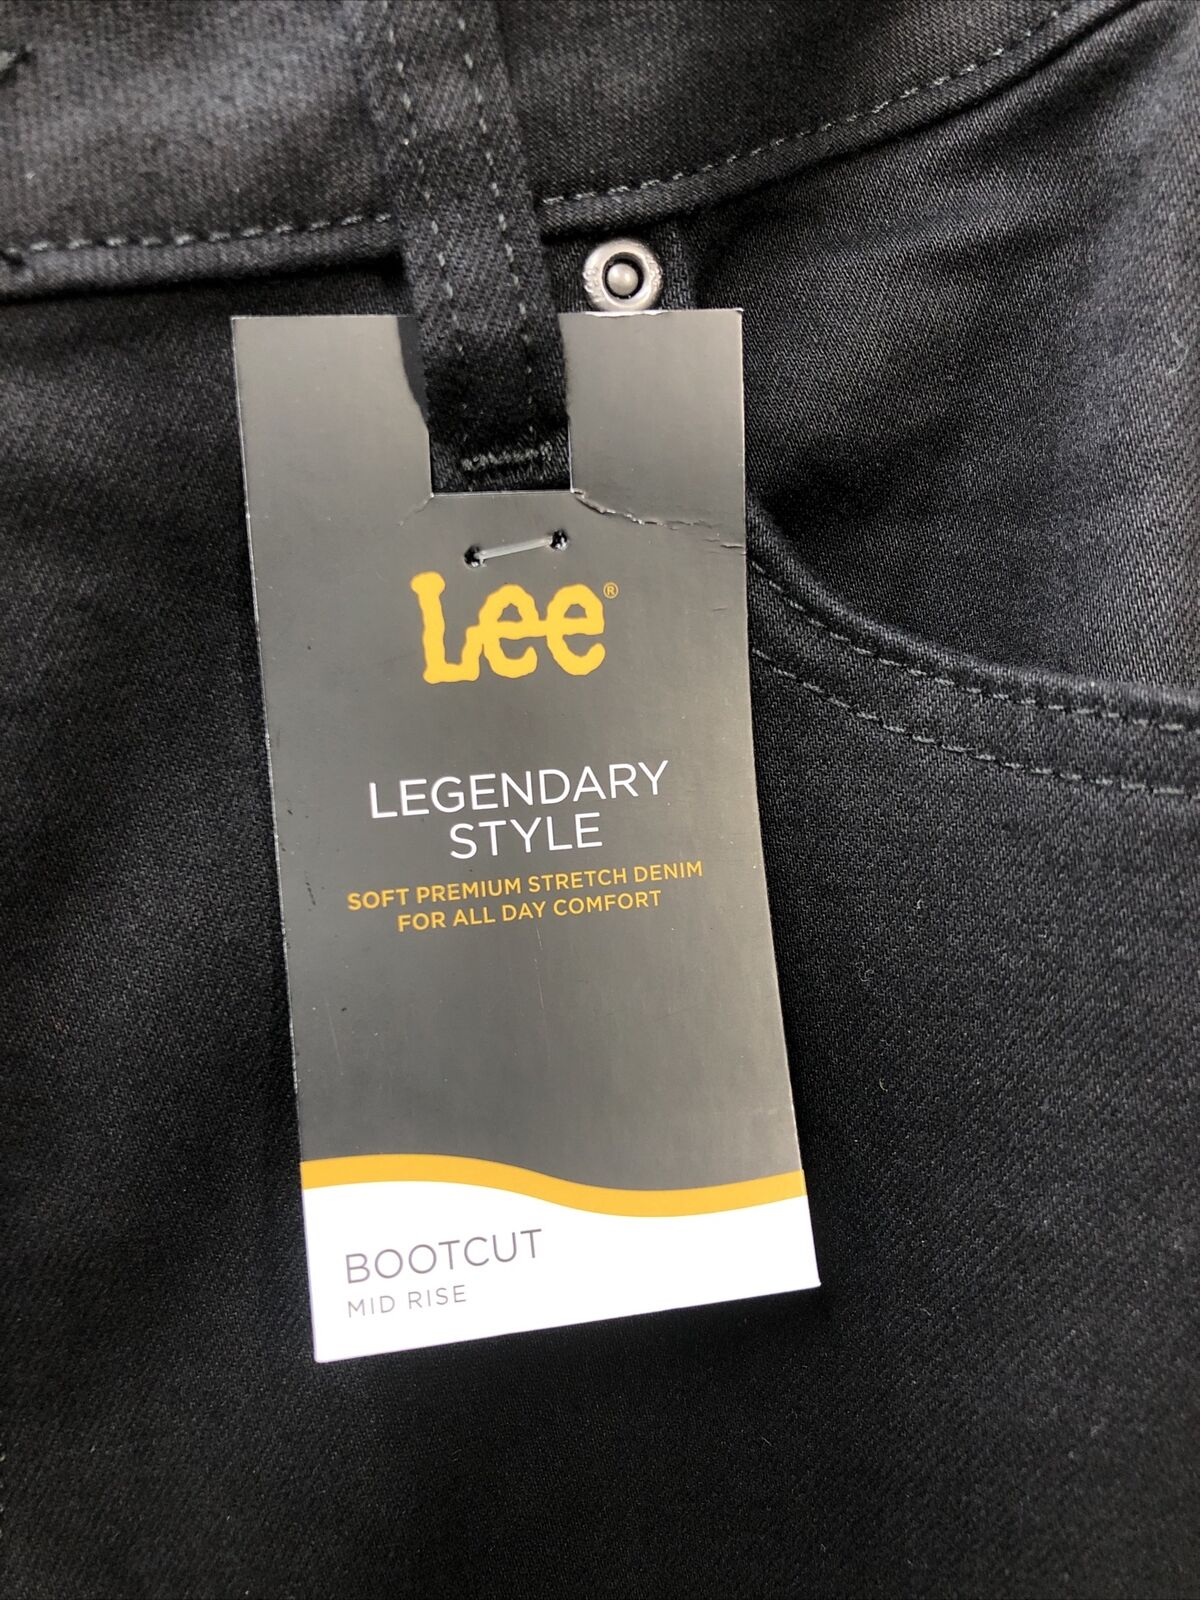 Lee®
LEGENDARY
STYLE
SOFT PREMIUM STRETCH DENIM
FOR ALL DAY COMFORT
BOOTCUT
MID RISE